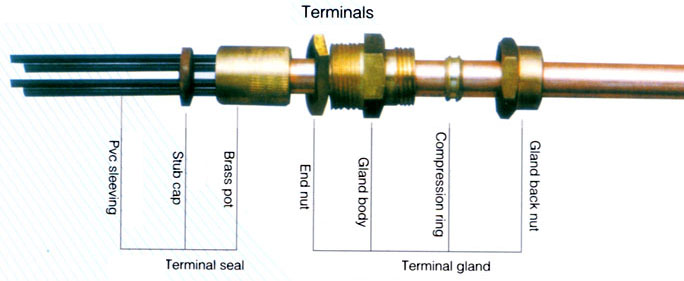 Terminals
Pvc sleeving
Stub cap
Brass pot
End nut
Gland body
Compression ring
Gland back nut
Terminal seal
Terminal gland